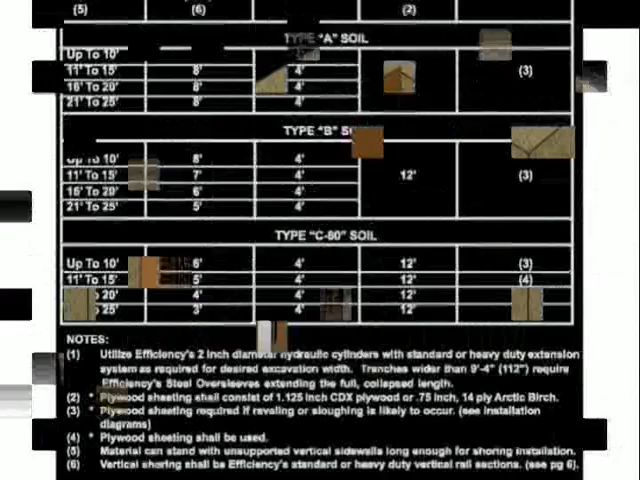 (5) (6) (2)
TYPE "A" SOIL
Up To 10'
11' To 15' 8' 4' (3)
16' To 20' 8' 4'
21' To 25' 8' 4'
TYPE "B"
Up To 10' 8' 4'
11' To 15' 7' 4' 12' (3)
16' To 20' 6' 4'
21' To 25' 5' 4'
TYPE "C-60" SOIL
Up To 10' 6' 4' 12' (3)
11' To 15' 5' 4' 12' (4)
20' 4' 4' 12'
25' 3' 4' 12'
NOTES:
(1) Utilize Efficiency's 2 inch diameter hydraulic cylinders with standard or heavy duty extension
system as required for desired excavation width. Trenches wider than 9'-4" (112") require
Efficiency's Steel Oversleeves extending the full, collapsed length.
(2) * Plywood sheeting shall consist of 1.125 inch CDX plywood or .75 inch, 14 ply Arctic Birch.
(3) * Plywood sheeting required if raveling or sloughing is likely to occur. (see installation
diagrams)
(4) * Plywood sheeting shall be used.
(5) Material can stand with unsupported vertical sidewalls long enough for shoring installation.
(6) Vertical shoring shall be Efficiency's standard or heavy duty vertical rail sections. (see pg 6).